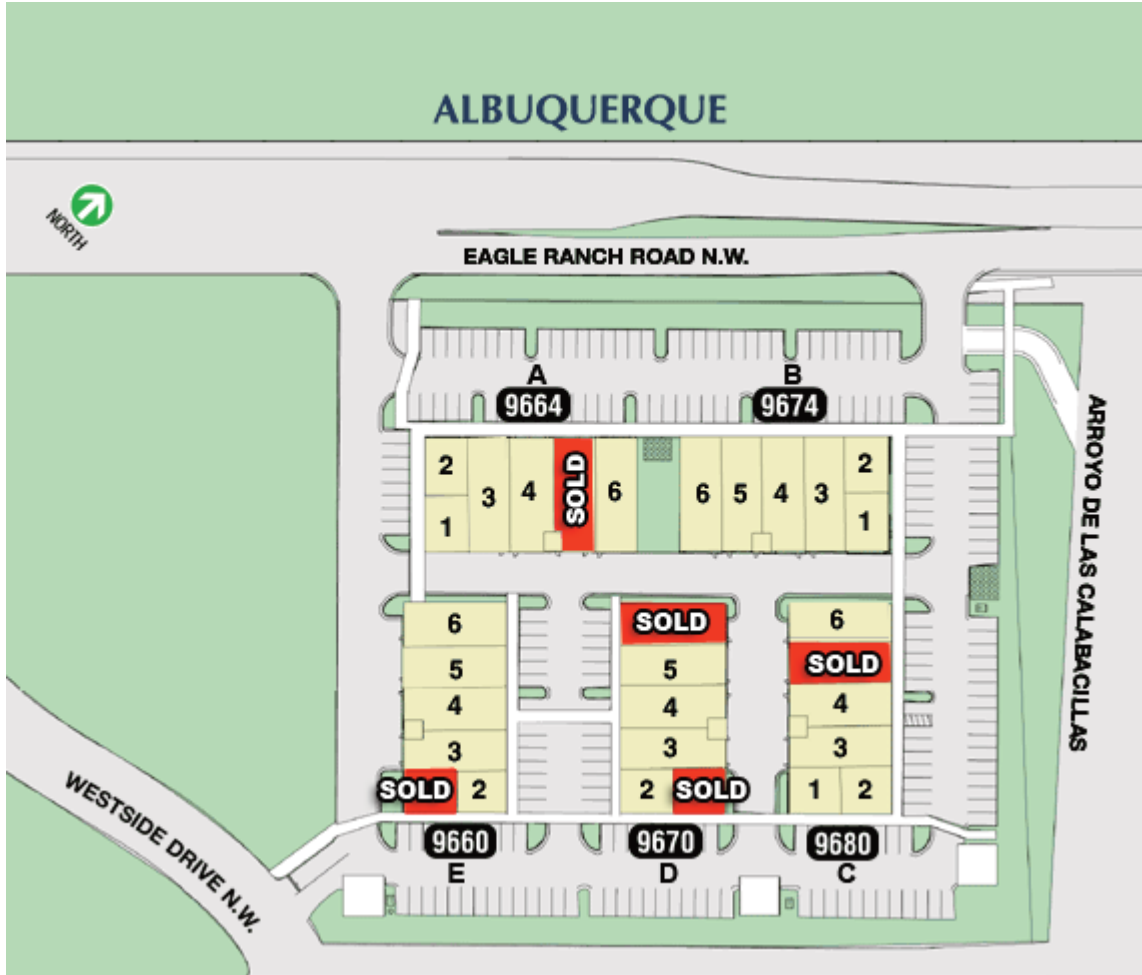 ALBUQUERQUE
NORTH
EAGLE RANCH ROAD N.W.
A
B
9664
9674
2
1
3
4
SOLD
6
6
5
4
3
2
1
ARROYO DE LAS CALABACILLAS
6
5
4
3
SOLD
2
SOLD
5
4
3
2
SOLD
6
SOLD
4
3
1
2
WESTSIDE DRIVE N.W.
9660
9670
9680
E
D
C